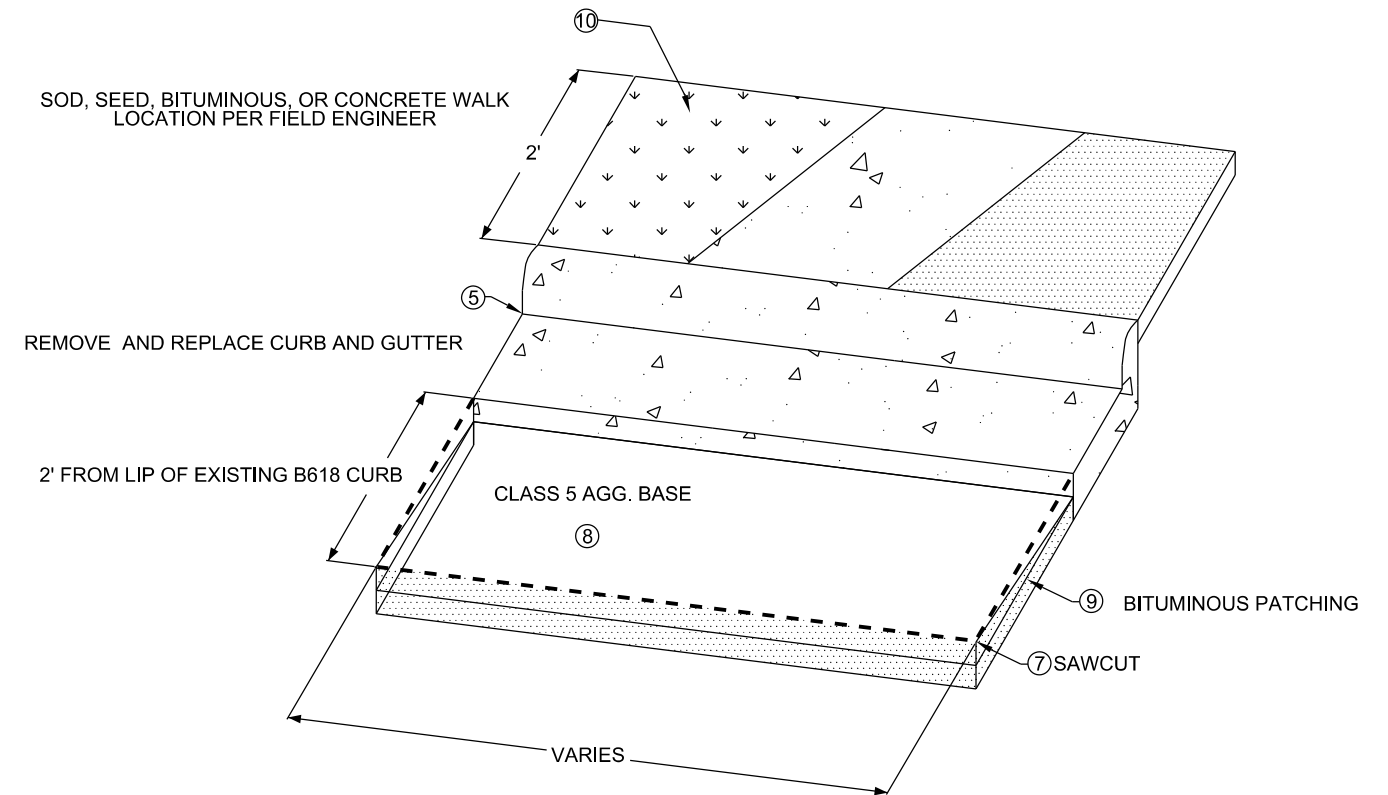 ⑩
SOD, SEED, BITUMINOUS, OR CONCRETE WALK
LOCATION PER FIELD ENGINEER
2'
⑤
REMOVE AND REPLACE CURB AND GUTTER
2' FROM LIP OF EXISTING B618 CURB
CLASS 5 AGG. BASE
⑧
⑨ BITUMINOUS PATCHING
⑦ SAWCUT
VARIES